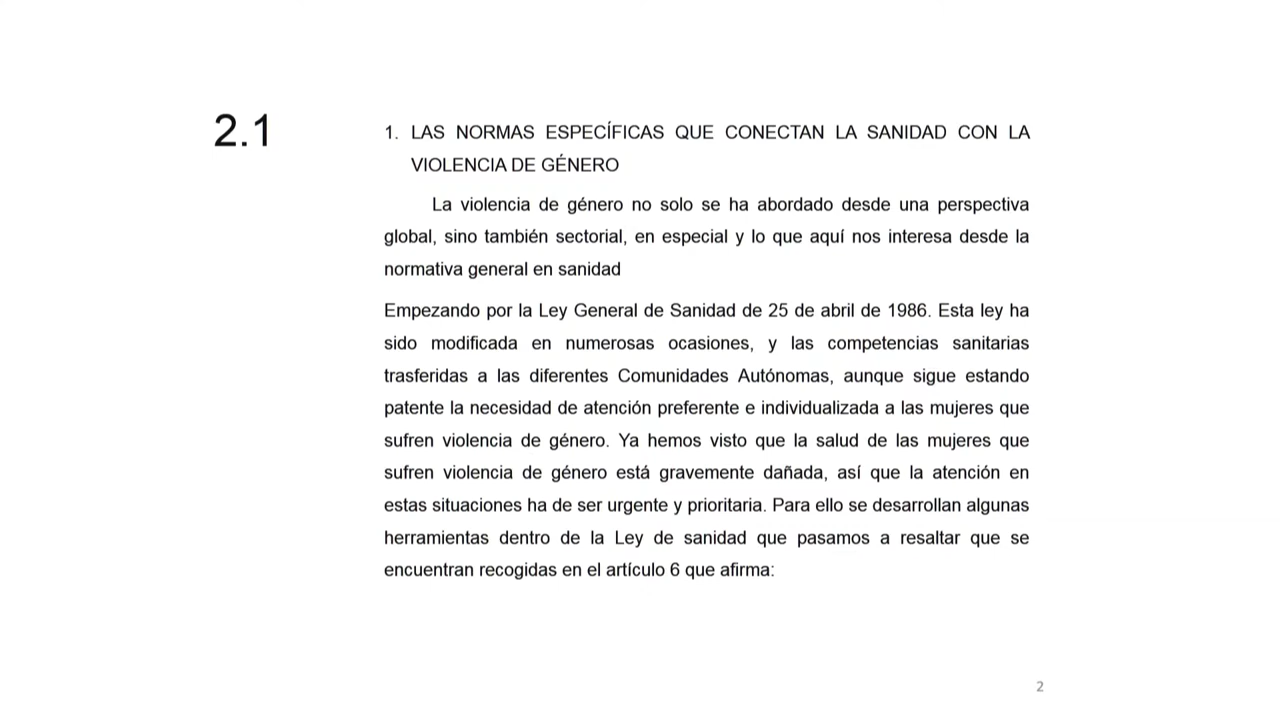 2.1
1. LAS NORMAS ESPECÍFICAS QUE CONECTAN LA SANIDAD CON LA
VIOLENCIA DE GÉNERO
La violencia de género no solo se ha abordado desde una perspectiva
global, sino también sectorial, en especial y lo que aquí nos interesa desde la
normativa general en sanidad
Empezando por la Ley General de Sanidad de 25 de abril de 1986. Esta ley ha
sido modificada en numerosas ocasiones, y las competencias sanitarias
trasferidas a las diferentes Comunidades Autónomas, aunque sigue estando
patente la necesidad de atención preferente e individualizada a las mujeres que
sufren violencia de género. Ya hemos visto que la salud de las mujeres que
sufren violencia de género está gravemente dañada, así que la atención en
estas situaciones ha de ser urgente y prioritaria. Para ello se desarrollan algunas
herramientas dentro de la Ley de sanidad que pasamos a resaltar que se
encuentran recogidas en el artículo 6 que afirma:
2